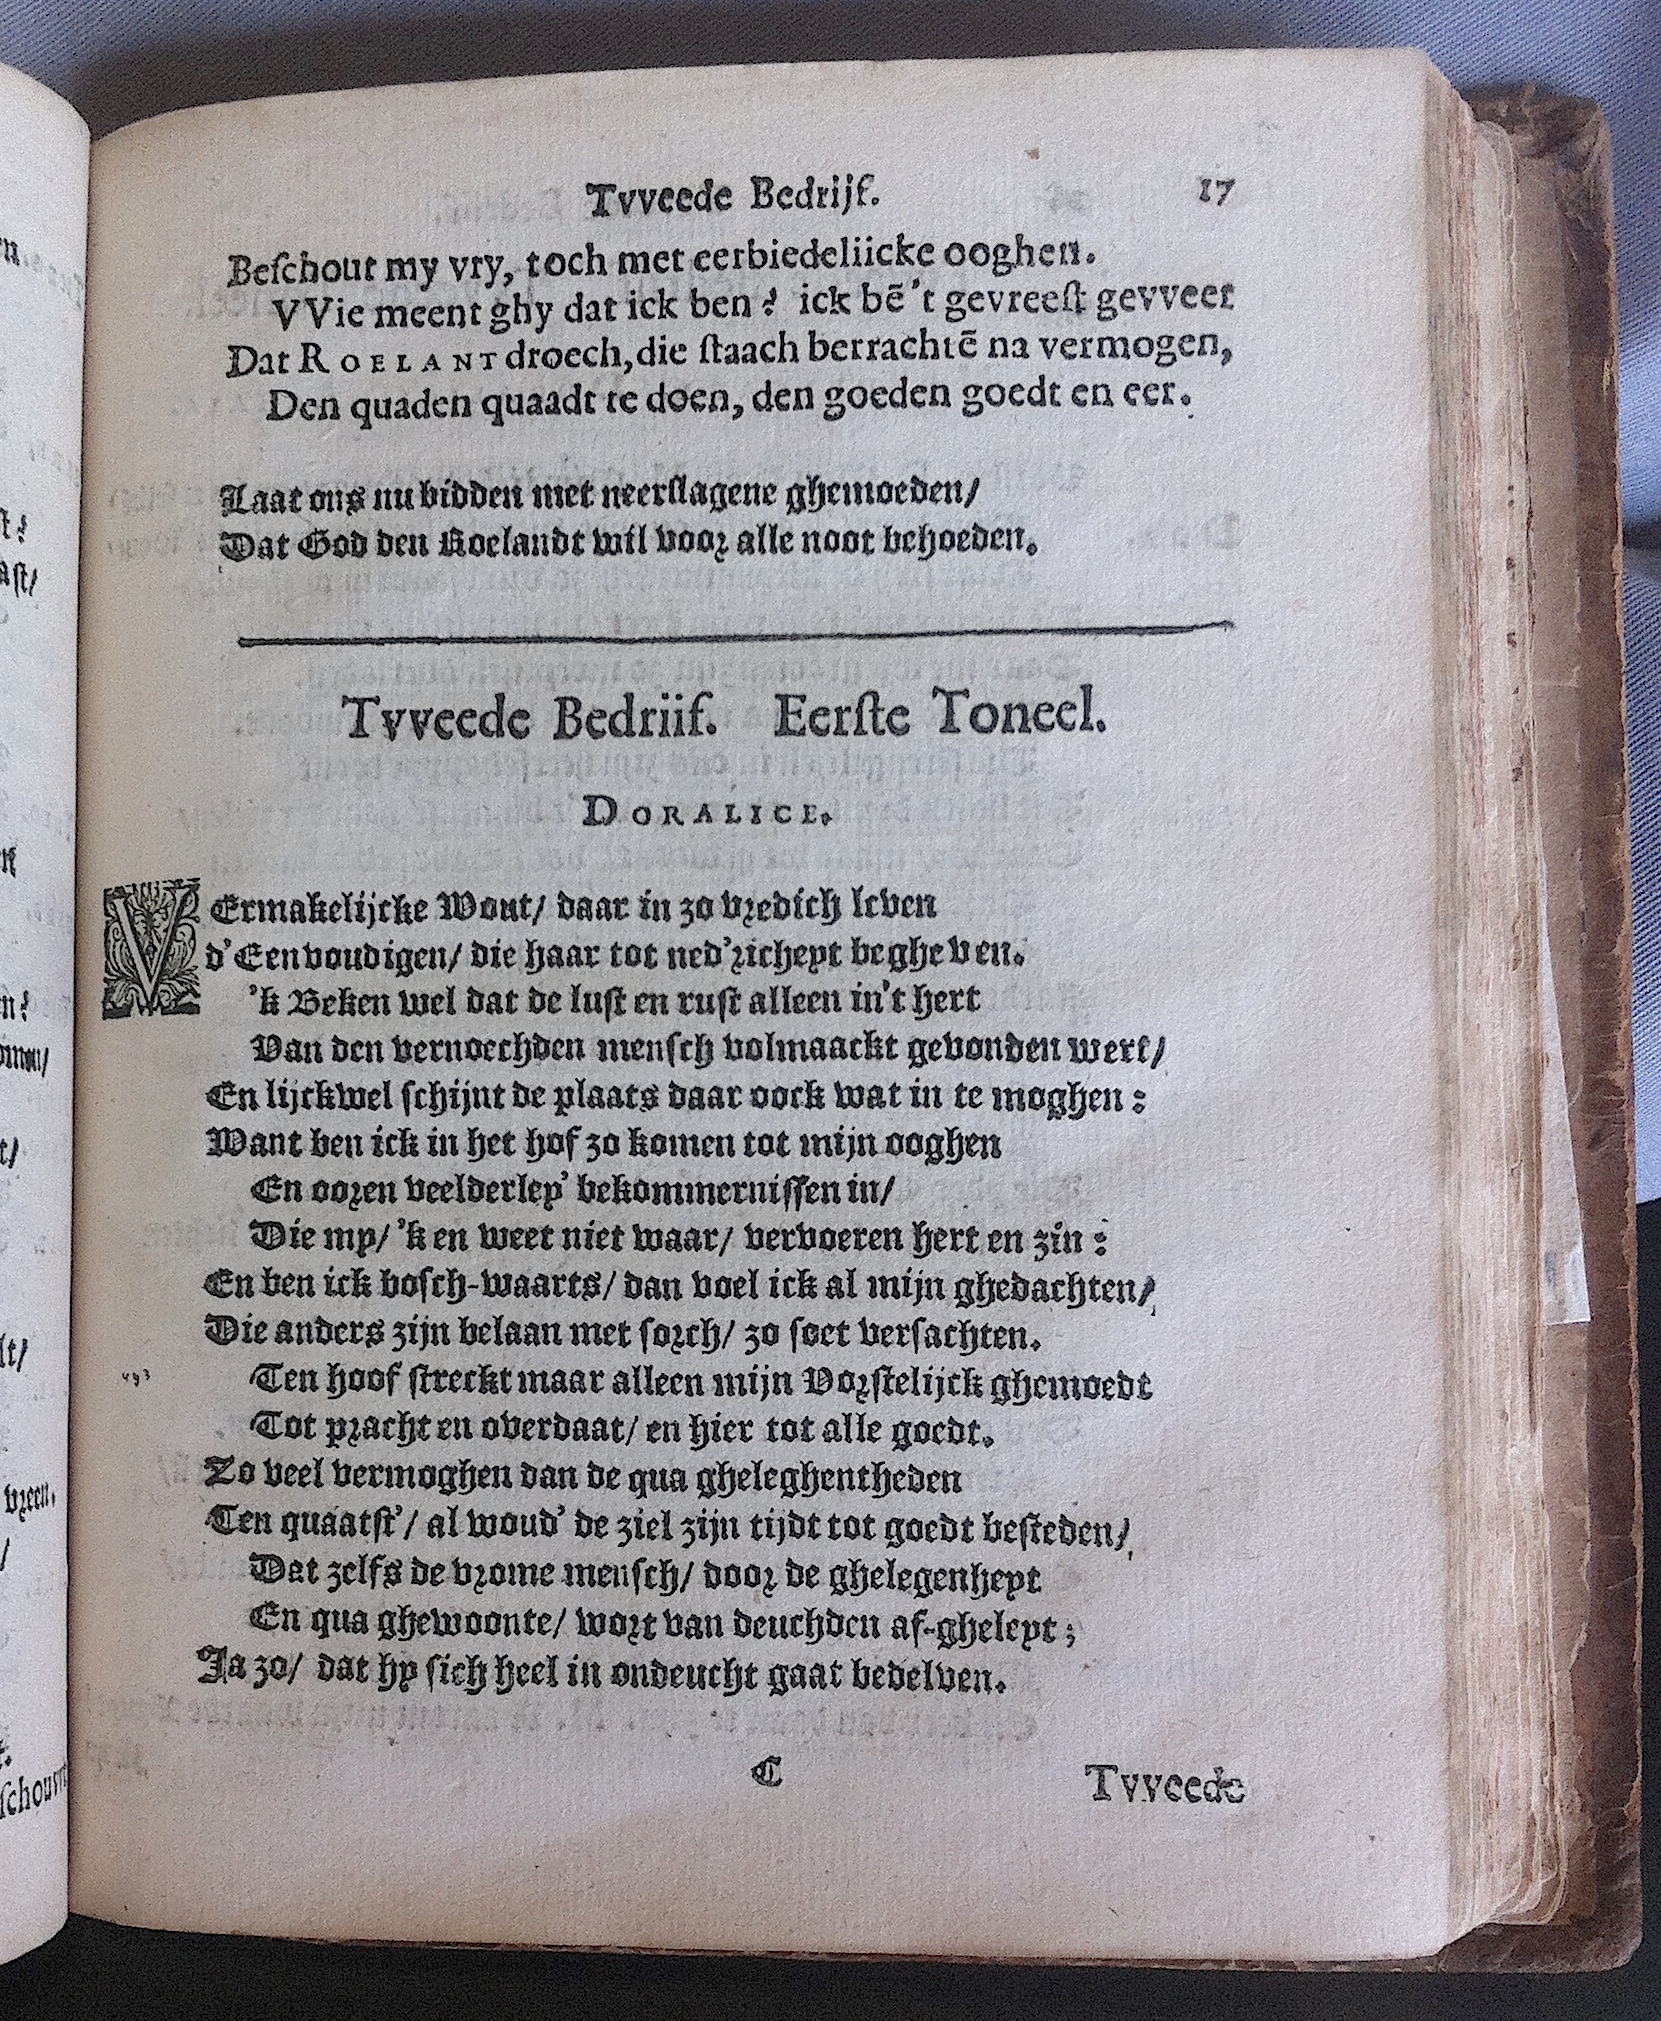 Tvveede Bedrijf. 17
Beſchout my vry, toch met eerbiedeliicke ooghen.
VVie meent ghy dat ick ben? ick bē't gevreeſt gevveer
Dat ROELANT droech, die ſtaach betrachtē na vermogen,
Den quaden quaadt te doen, den goeden goedt en eer.
Laat ons nu bidden met neerſlagene ghemoeden/
Dat God den Roelandt wil voor alle noot behoeden.
Tvveede Bedriif. Eerſte Toneel.
DORALICE.
VErmakelijcke Wout/ daar in zo vredich leven
d'Eenvoudigen/ die haar tot ned'richeyt begheven.
'k Beken wel dat de luſt en ruſt alleen in't hert
Van den vernoechden menſch volmaackt gevonden wert/
En lijckwel ſchijnt de plaats daar oock wat in te moghen:
Want ben ick in het hof zo komen tot mijn ooghen
En ooren veelderley' bekommerniſſen in/
Die my/ 'k en weet niet waar/ vervoeren hert en zin:
En ben ick boſch-waarts/ dan voel ick al mijn ghedachten/
Die anders zijn belaan met ſorch/ zo ſoet verſachten.
Ten hoof ſtreckt maar alleen mijn Vorſtelijck ghemoedt
Tot pracht en overdaat/ en hier tot alle goedt.
Zo veel vermoghen dan de qua gheleghentheden
Ten quaatſt'/ al woud' de ziel zijn tijdt tot goedt beſteden/
Dat zelfs de vrome menſch/ door de ghelegenheyt
En qua ghewoonte/ wort van deuchden af-gheleyt;
Ja zo/ dat hy ſich heel in ondeucht gaat bedelven.
C Tvveede